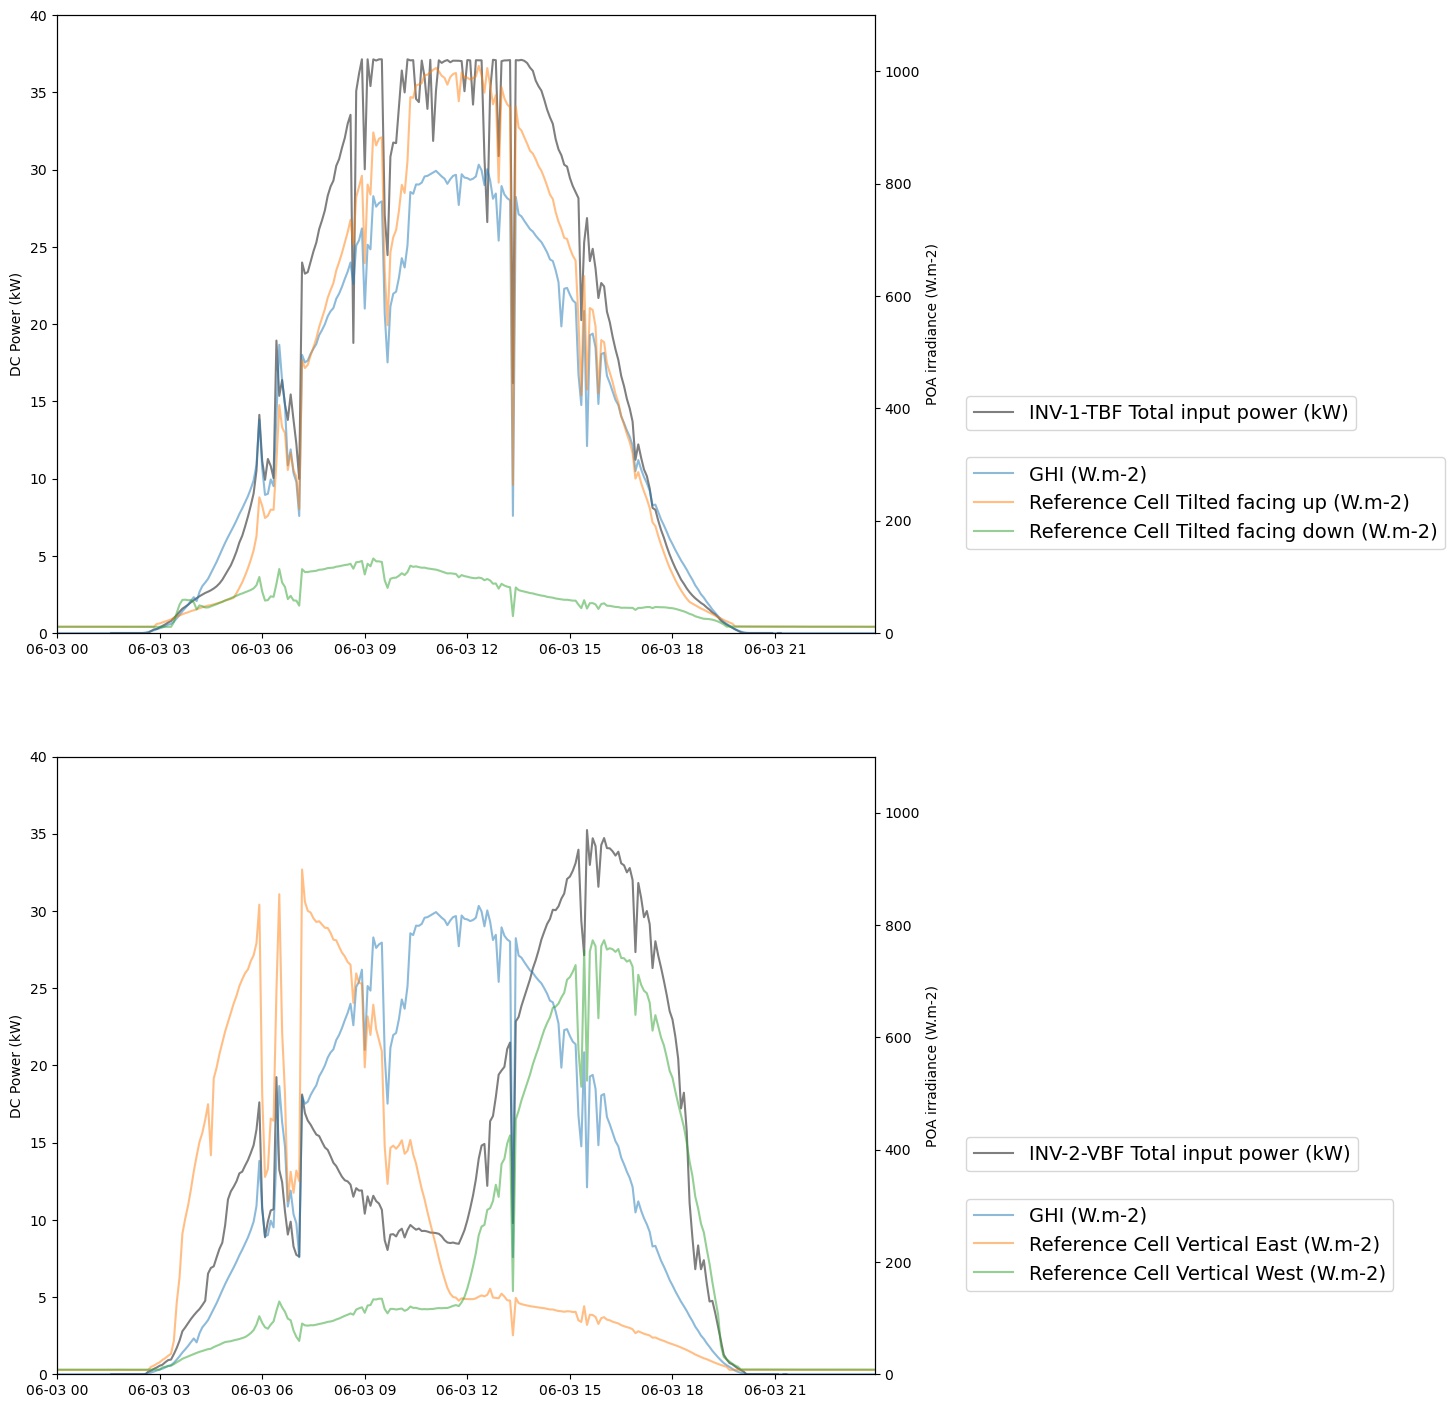 40
35
30
25
20
15
10
5
0
DC Power (kW)
1000
800
600
400
200
0
POA irradiance (W.m-2)
06-03 00 06-03 03 06-03 06 06-03 09 06-03 12 06-03 15 06-03 18 06-03 21
INV-1-TBF Total input power (kW)
GHI (W.m-2)
Reference Cell Tilted facing up (W.m-2)
Reference Cell Tilted facing down (W.m-2)
40
35
30
25
20
15
10
5
0
DC Power (kW)
1000
800
600
400
200
0
POA irradiance (W.m-2)
06-03 00 06-03 03 06-03 06 06-03 09 06-03 12 06-03 15 06-03 18 06-03 21
INV-2-VBF Total input power (kW)
GHI (W.m-2)
Reference Cell Vertical East (W.m-2)
Reference Cell Vertical West (W.m-2)